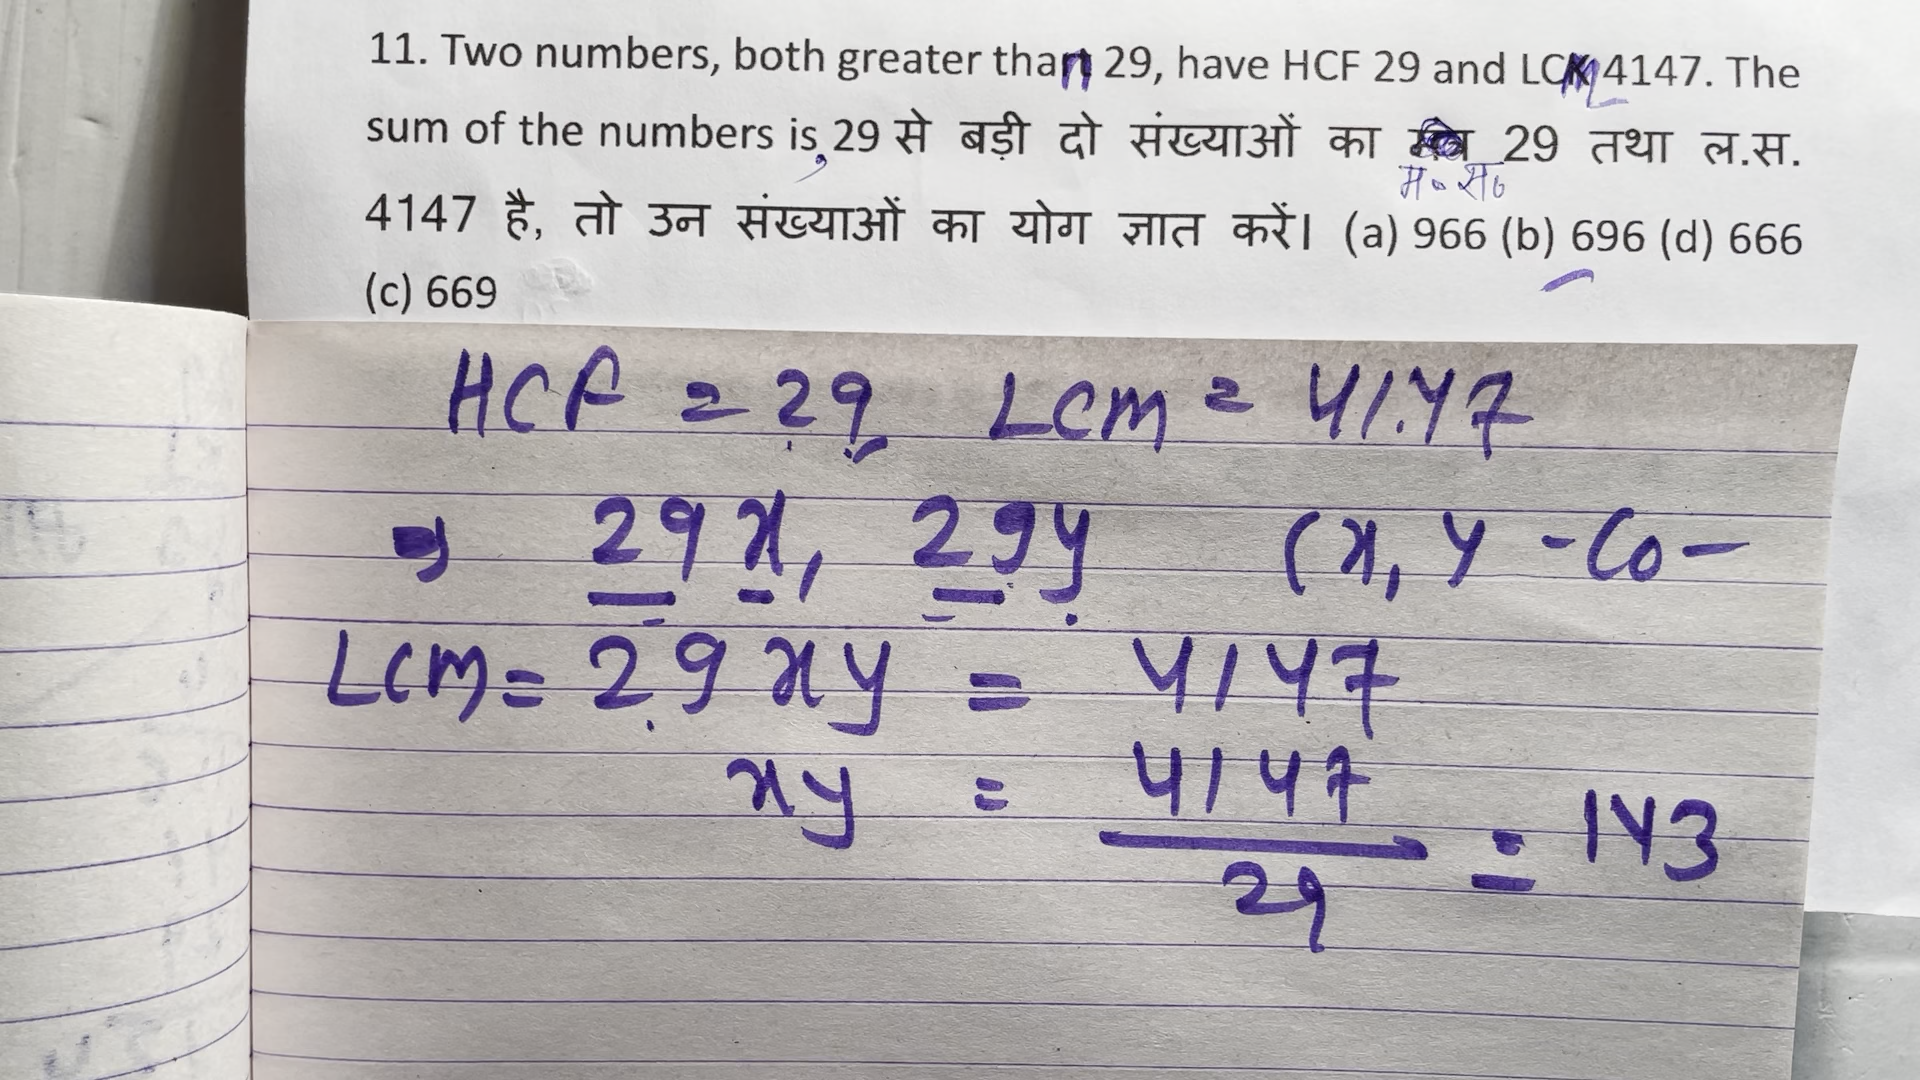 11. Two numbers, both greater than 29, have HCF 29 and LCM 4147. The
sum of the numbers is, 29 से बड़ी दो संख्याओं का म० स० 29 तथा ल.स.
4147 है, तो उन संख्याओं का योग ज्ञात करें। (a) 966 (b) 696 (d) 666
(c) 669
HCF = 29 LCM = 4147
⇒ 29x, 29y (x, y - Co -
LCM = 29xy = 4147
xy = 4147/29 = 143